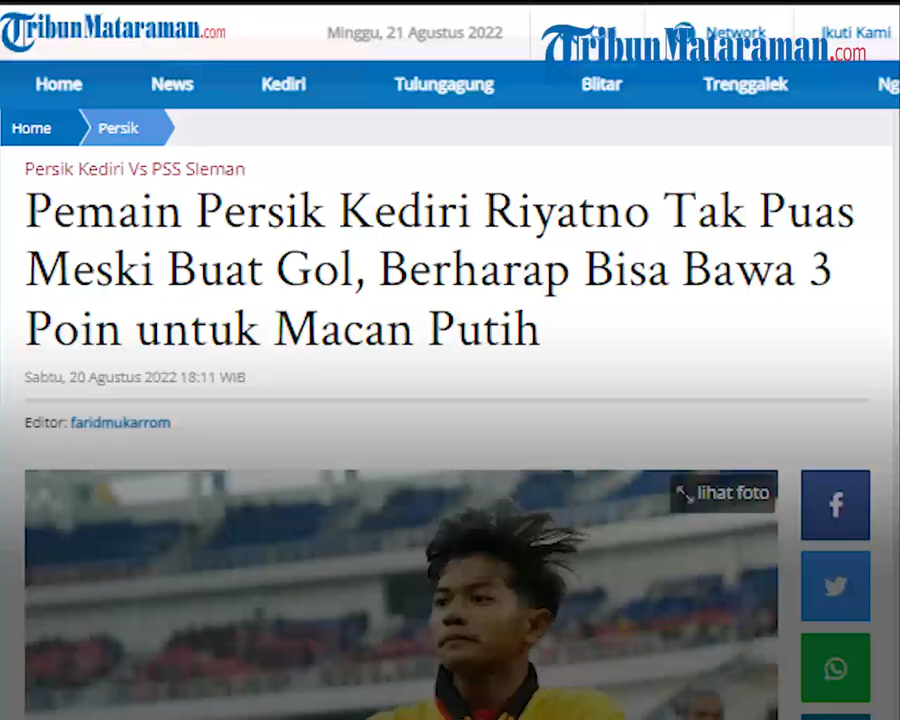 TribunMataraman.com
Minggu, 21 Agustus 2022
Network
Ikuti Kami
TribunMataraman.com
Home News Kediri Tulungagung Blitar Trenggalek Ng
Home Persik
Persik Kediri Vs PSS Sleman
Pemain Persik Kediri Riyatno Tak Puas
Meski Buat Gol, Berharap Bisa Bawa 3
Poin untuk Macan Putih
Sabtu, 20 Agustus 2022 18:11 WIB
Editor: faridmukarrom
lihat foto